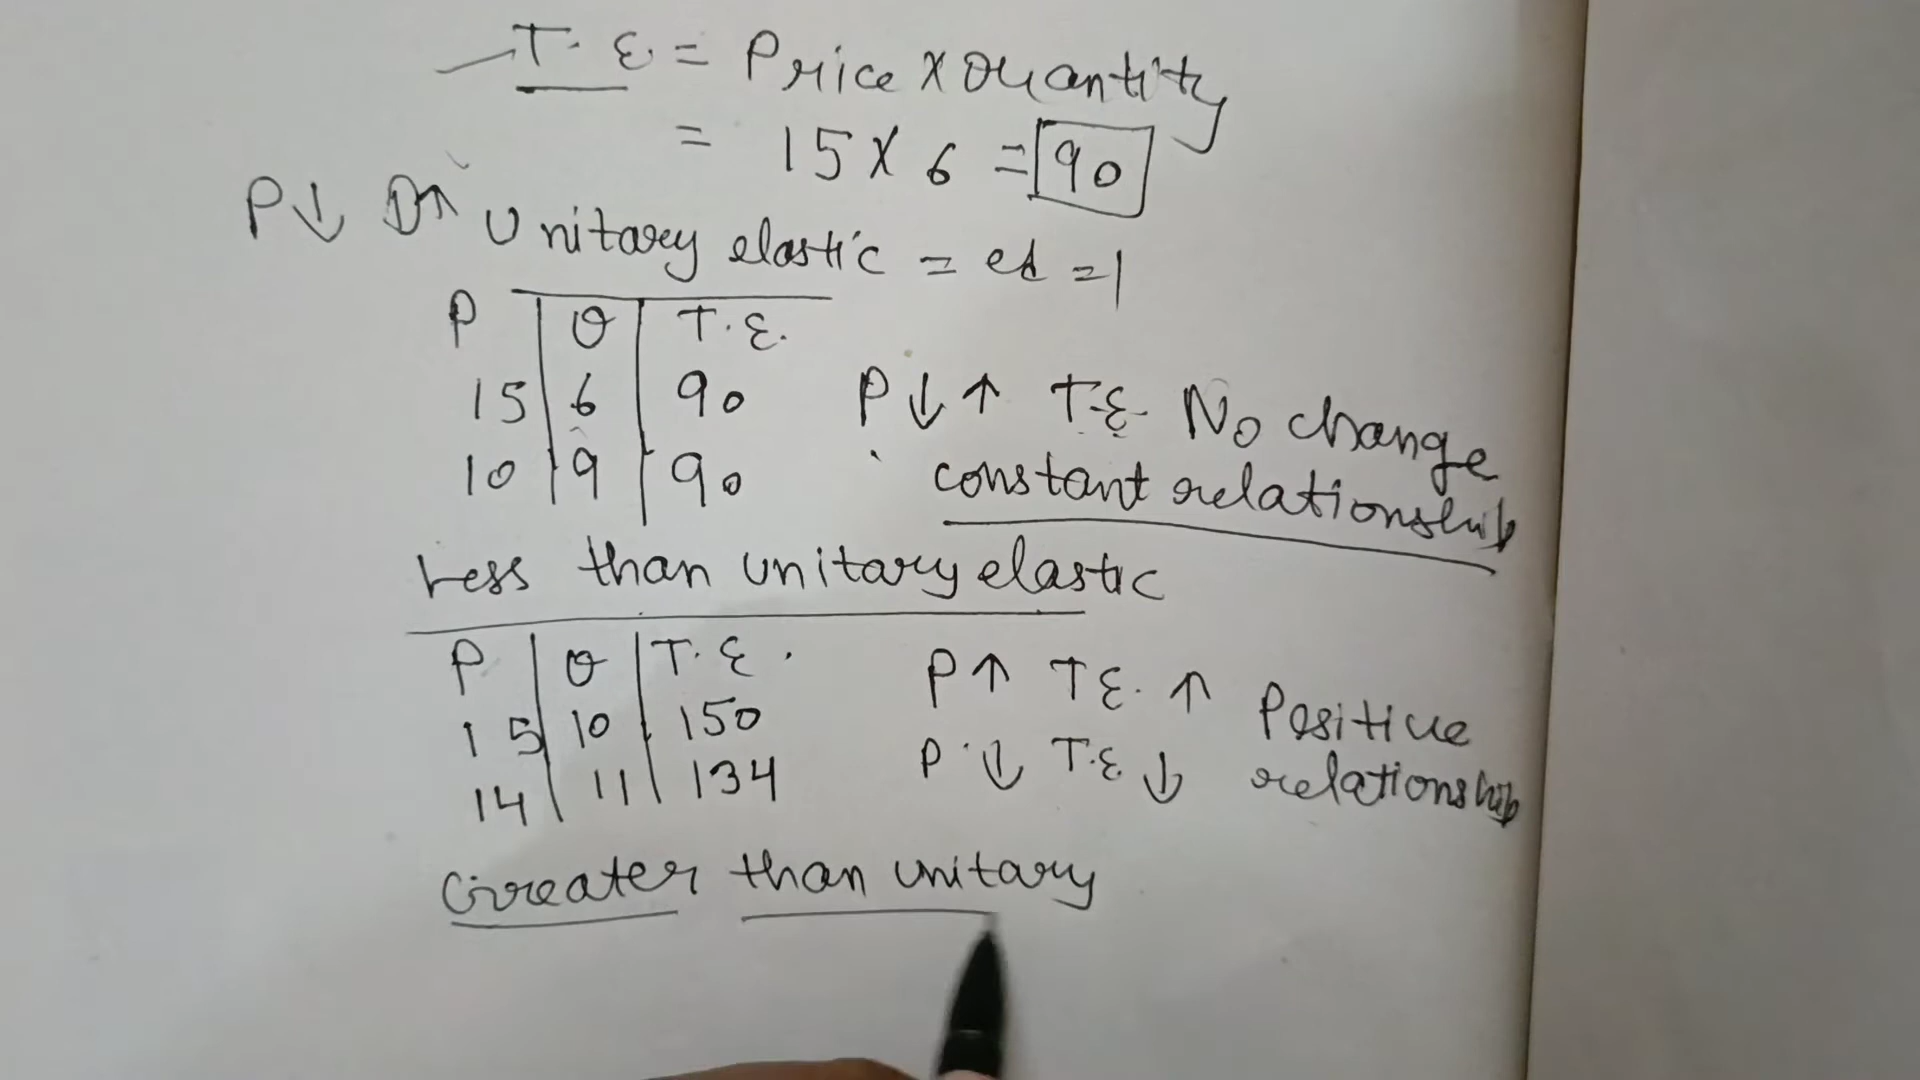 T. E = Price X Quantity
= 15 X 6 = 90
P↓ D↑ Unitary elastic = ed = 1
P Q T.E.
15 6 90 P↓↑ T.E. No change
10 9 90 constant relationship
Less than unitary elastic
P Q T.E.
15 10 150 P↑ T E. ↑ Positive
14 11 134 P↓ T.E ↓ relationship
Greater than unitary